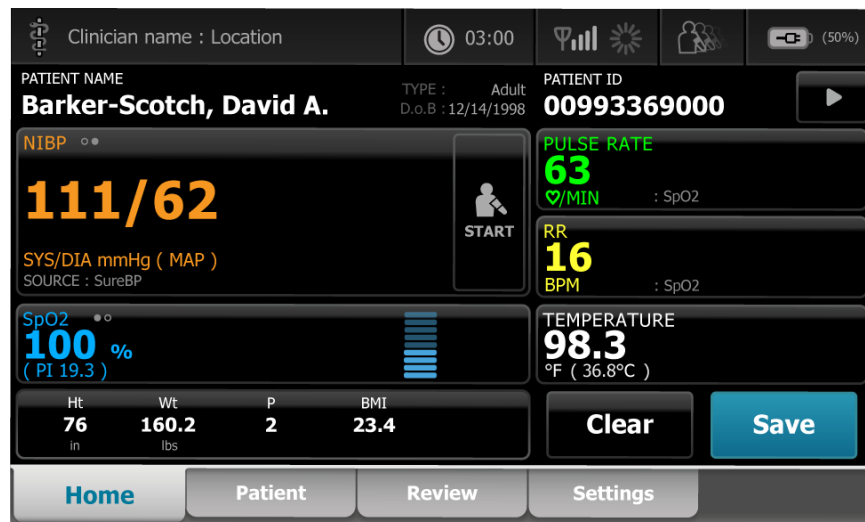 Clinician name : Location
03:00
(50%)
PATIENT NAME
Barker-Scotch, David A.
TYPE : Adult
D.o.B : 12/14/1998
PATIENT ID
00993369000
NIBP
111/62
SYS/DIA mmHg ( MAP )
SOURCE : SureBP
START
PULSE RATE
63
/MIN : SpO2
RR
16
BPM : SpO2
SpO2
100 %
( PI 19.3 )
TEMPERATURE
98.3
°F ( 36.8°C )
Ht Wt P BMI
76 160.2 2 23.4
in lbs
Clear
Save
Home Patient Review Settings